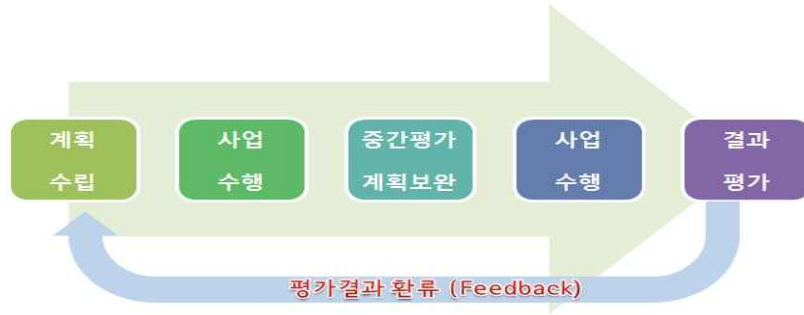 계획
수립
사업
수행
중간평가
계획보완
사업
수행
결과
평가
평가결과 환류 (Feedback)